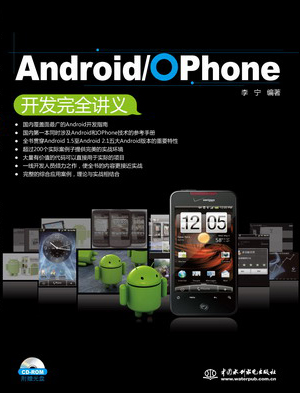 Android/OPhone
开发完全讲义
李 宁 编著
国内覆盖面最广的Android开发指南
国内第一本同时涉及Android和OPhone技术的参考手册
全书贯穿Android 1.5至Android 2.1五大Android版本的重要特性
超过200个实际案例子提供完美的实战环境
大量有价值的代码可以直接用于实际的项目
一线开发人员倾力之作，使全书的内容更接近实战
完整的综合应用案例，理论与实战相结合
12 05
CD-ROM
附赠光盘
中国水利水电出版社
www.waterpub.com.cn